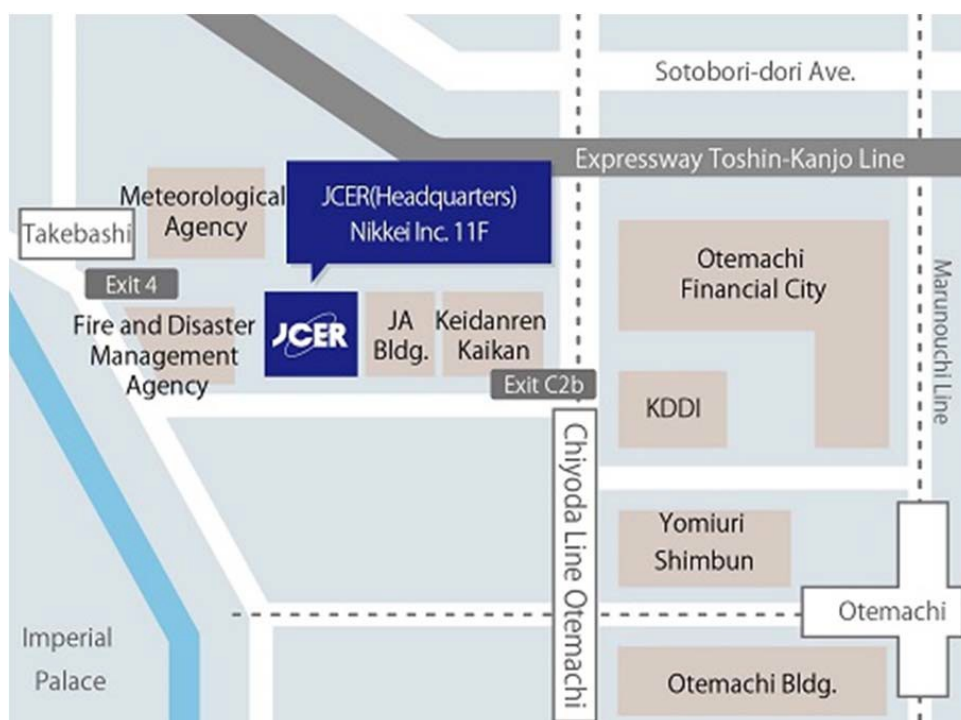 Sotobori-dori Ave.
Expressway Toshin-Kanjo Line
Meteorological
Agency
JCER(Headquarters)
Nikkei Inc. 11F
Takebashi
Exit 4
Otemachi
Financial City
Marunouchi Line
Fire and Disaster
Management
Agency
JCER
JA
Bldg.
Keidanren
Kaikan
Exit C2b
KDDI
Chiyoda Line Otemachi
Yomiuri
Shimbun
Otemachi
Imperial
Palace
Otemachi Bldg.